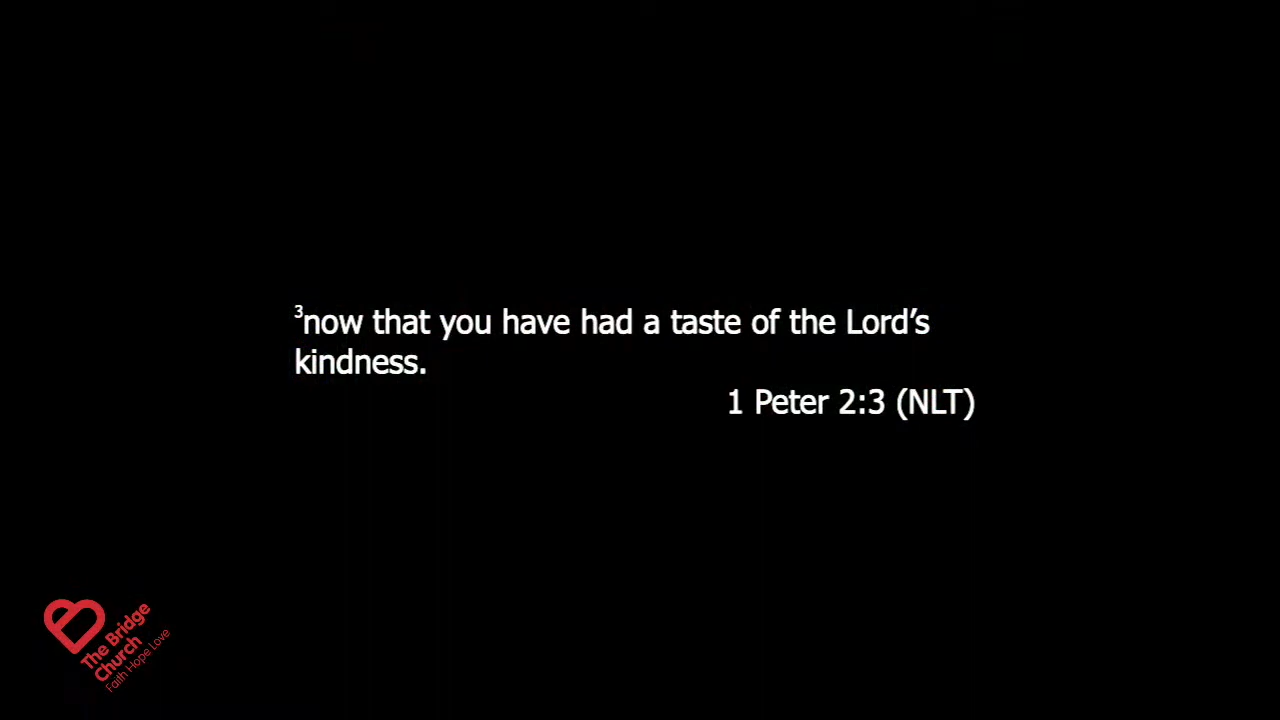 ³now that you have had a taste of the Lord’s
kindness.
1 Peter 2:3 (NLT)
The Bridge
Church
Faith Hope Love